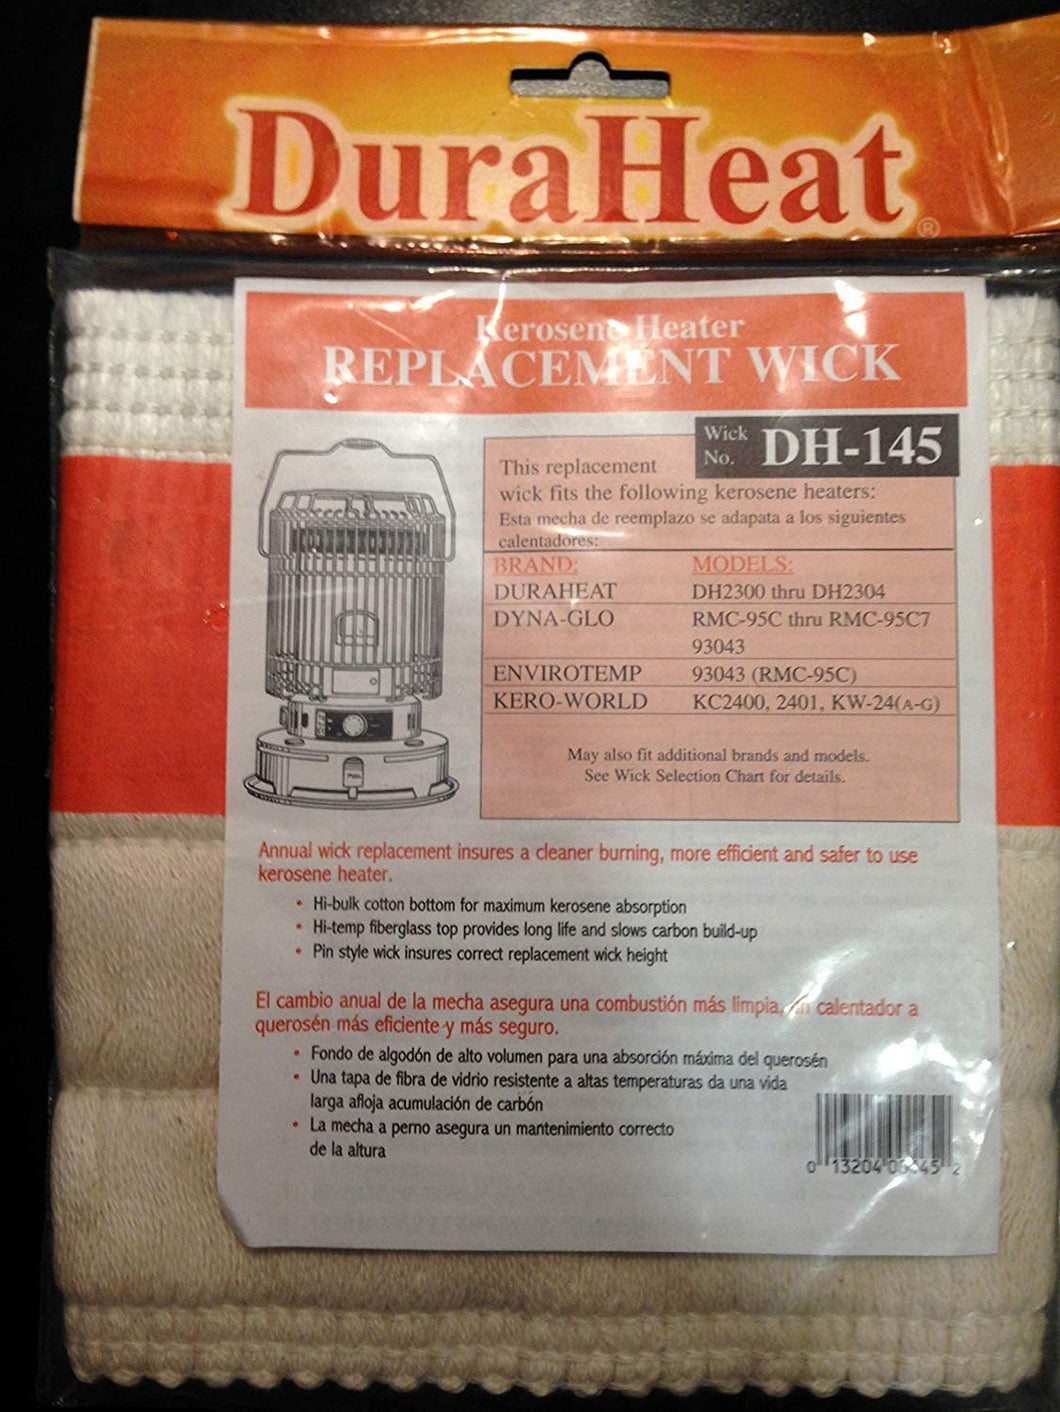 DuraHeat®
Kerosene Heater
REPLACEMENT WICK
Wick No. DH-145
This replacement
wick fits the following kerosene heaters:
Esta mecha de reemplazo se adapata a los siguientes
calentadores:
BRAND: MODELS:
DURAHEAT DH2300 thru DH2304
DYNA-GLO RMC-95C thru RMC-95C7
93043
ENVIROTEMP 93043 (RMC-95C)
KERO-WORLD KC2400, 2401, KW-24(A-G)
May also fit additional brands and models.
See Wick Selection Chart for details.
Annual wick replacement insures a cleaner burning, more efficient and safer to use
kerosene heater.
• Hi-bulk cotton bottom for maximum kerosene absorption
• Hi-temp fiberglass top provides long life and slows carbon build-up
• Pin style wick insures correct replacement wick height
El cambio anual de la mecha asegura una combustión más limpia, calentador a
querosén más eficiente y más seguro.
• Fondo de algodón de alto volumen para una absorción máxima del querosén
• Una tapa de fibra de vidrio resistente a altas temperaturas da una vida
larga afloja acumulación de carbón
• La mecha a perno asegura un mantenimiento correcto
de la altura
0 13204 2